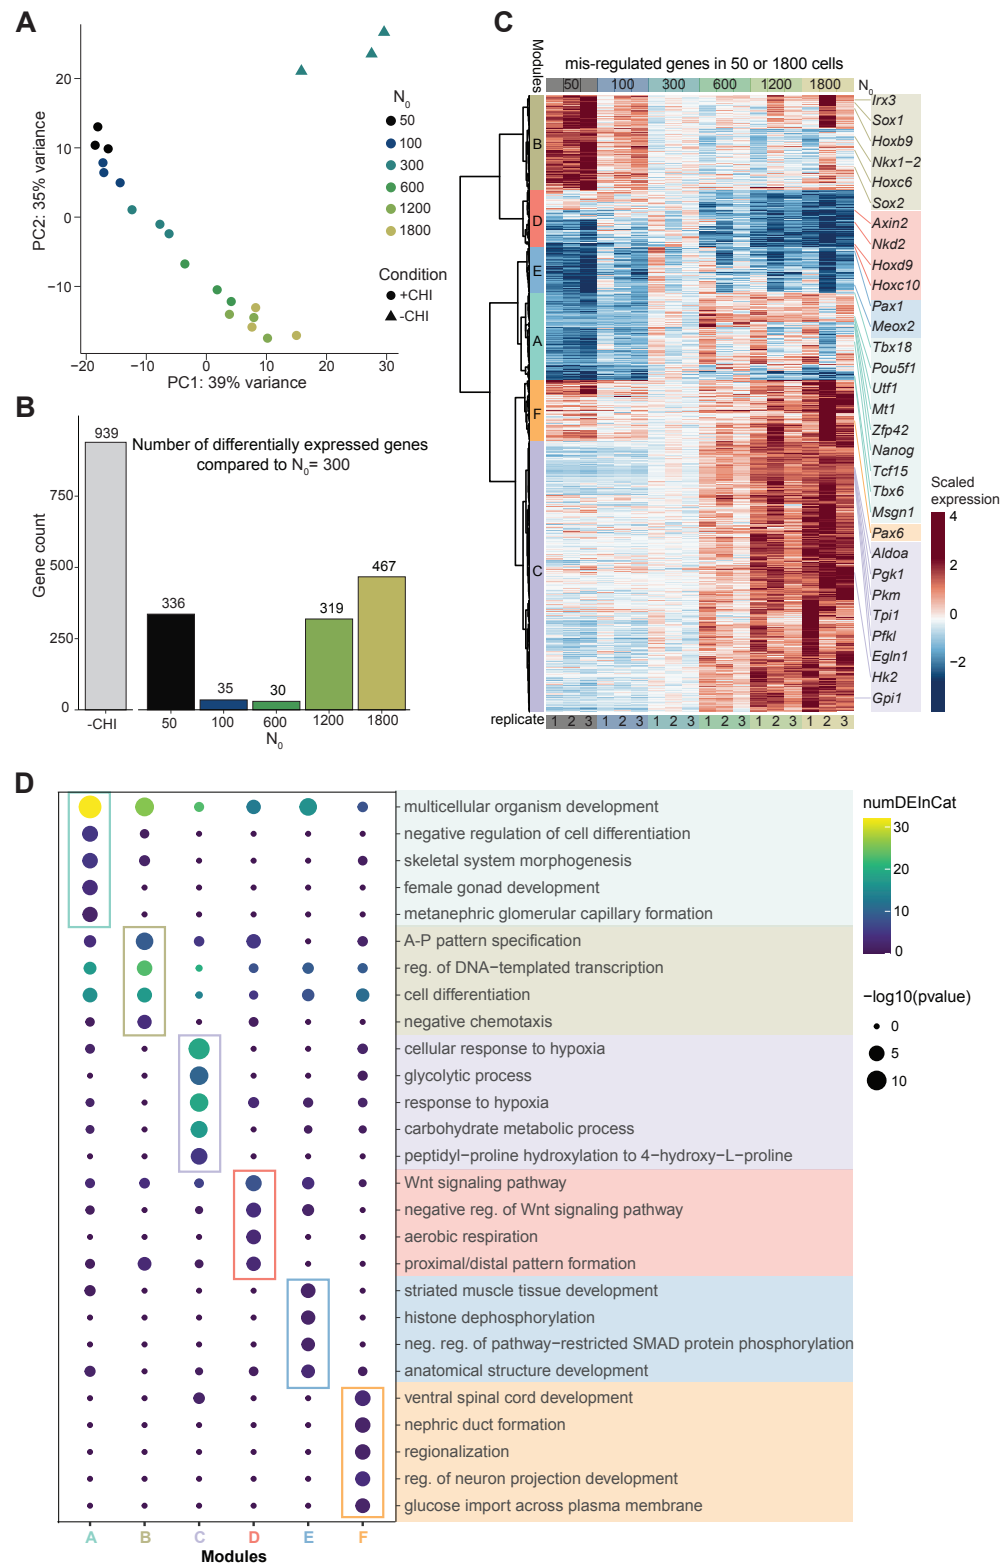 A
20
10
0
−10
PC2: 35% variance
−20
−10
0
10
20
30
PC1: 39% variance
N0
50
100
300
600
1200
1800
Condition
+CHI
-CHI
B
Number of differentially expressed genes
compared to N0= 300
Gene count
750
500
250
0
939
336
35
30
319
467
-CHI
50
100
600
1200
1800
N0
C
Modules
mis-regulated genes in 50 or 1800 cells
50 100 300 600 1200 1800 N0
B
D
E
A
F
C
Irx3
Sox1
Hoxb9
Nkx1−2
Hoxc6
Sox2
Axin2
Nkd2
Hoxd9
Hoxc10
Pax1
Meox2
Tbx18
Pou5f1
Utf1
Mt1
Zfp42
Nanog
Tcf15
Tbx6
Msgn1
Pax6
Aldoa
Pgk1
Pkm
Tpi1
Pfkl
Egln1
Hk2
Gpi1
replicate 1 2 3 1 2 3 1 2 3 1 2 3 1 2 3 1 2 3
Scaled
expression
4
2
0
−2
D
multicellular organism development
negative regulation of cell differentiation
skeletal system morphogenesis
female gonad development
metanephric glomerular capillary formation
A-P pattern specification
reg. of DNA-templated transcription
cell differentiation
negative chemotaxis
cellular response to hypoxia
glycolytic process
response to hypoxia
carbohydrate metabolic process
peptidyl−proline hydroxylation to 4−hydroxy−L−proline
Wnt signaling pathway
negative reg. of Wnt signaling pathway
aerobic respiration
proximal/distal pattern formation
striated muscle tissue development
histone dephosphorylation
neg. reg. of pathway-restricted SMAD protein phosphorylation
anatomical structure development
ventral spinal cord development
nephric duct formation
regionalization
reg. of neuron projection development
glucose import across plasma membrane
A B C D E F
Modules
numDEInCat
30
20
10
0
−log10(pvalue)
0
5
10